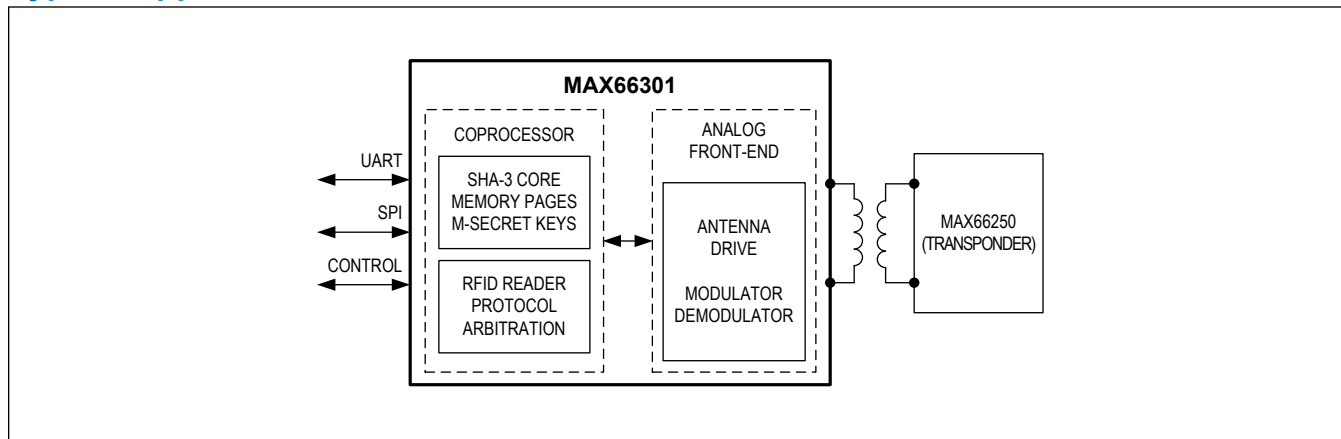 MAX66301
COPROCESSOR
SHA-3 CORE
MEMORY PAGES
M-SECRET KEYS
RFID READER
PROTOCOL
ARBITRATION
ANALOG
FRONT-END
ANTENNA
DRIVE
MODULATOR
DEMODULATOR
UART
SPI
CONTROL
MAX66250
(TRANSPONDER)